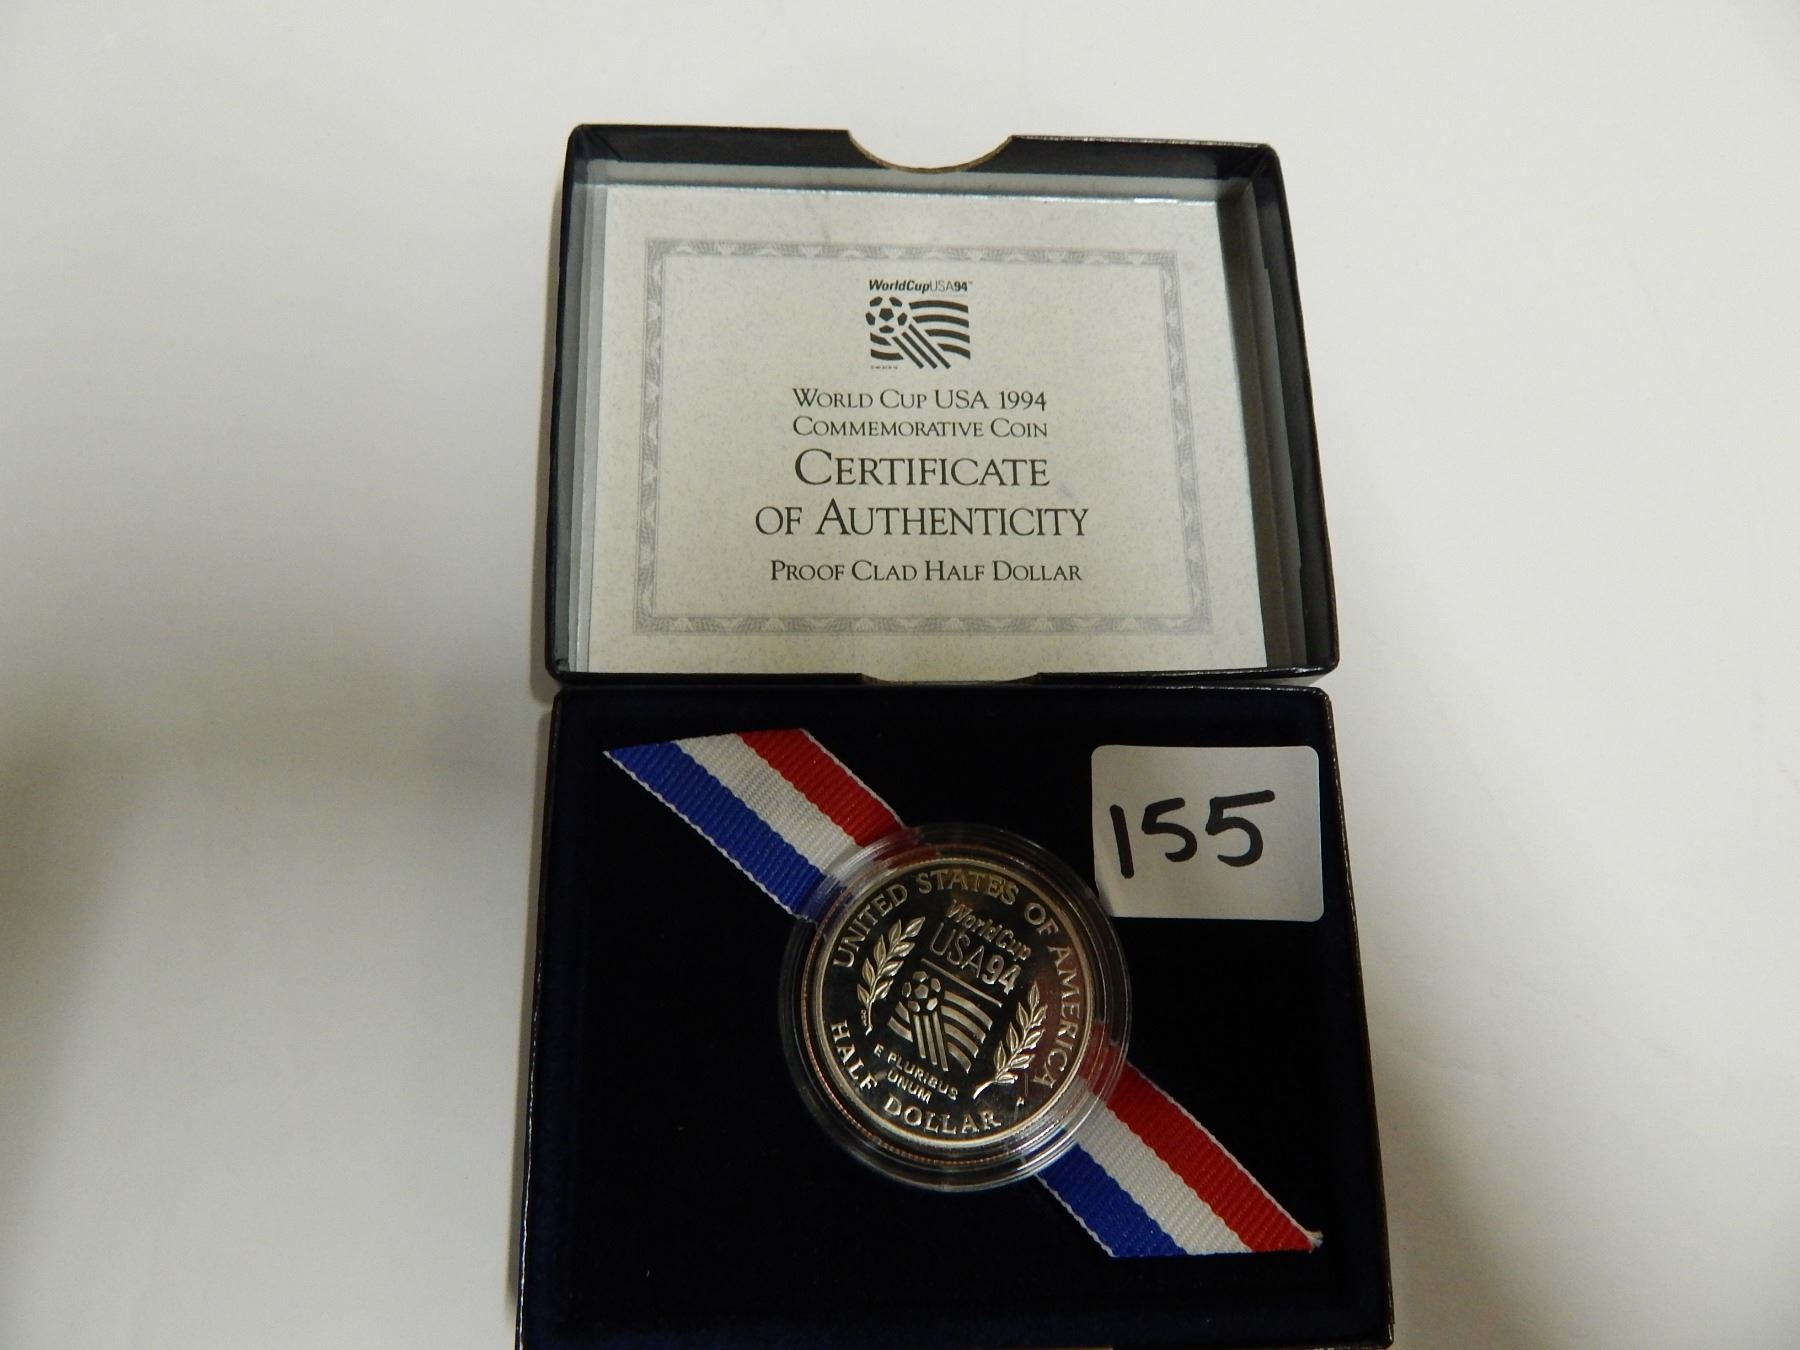 WorldCupUSA94™
WORLD CUP USA 1994
COMMEMORATIVE COIN
CERTIFICATE
OF AUTHENTICITY
PROOF CLAD HALF DOLLAR
155
UNITED STATES OF AMERICA
WorldCup
USA94
E PLURIBUS
UNUM
HALF DOLLAR